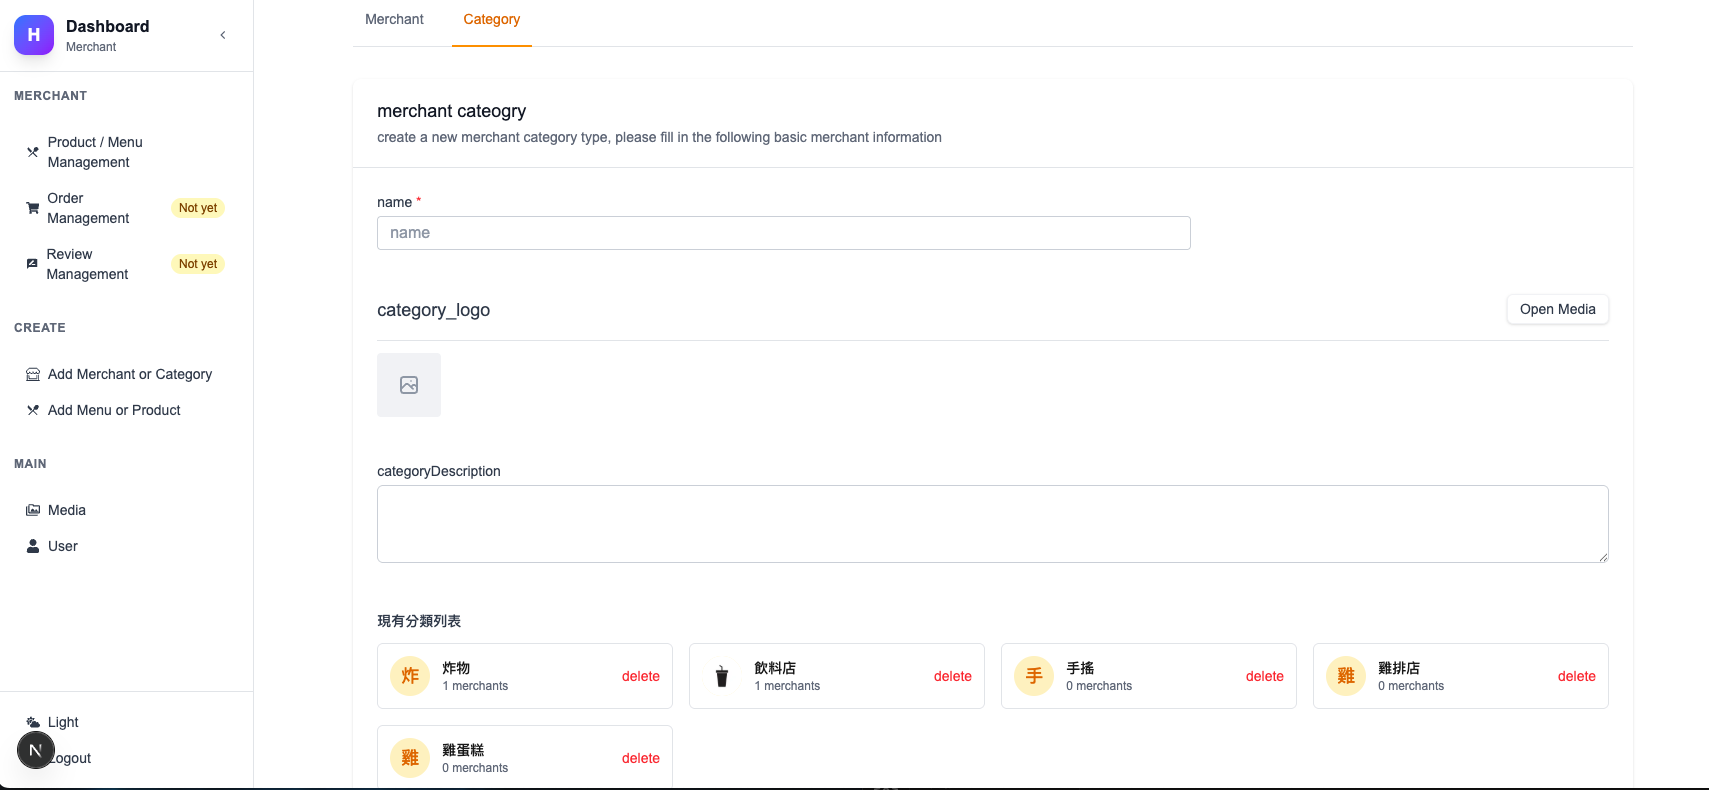 H
Dashboard
Merchant
MERCHANT
Product / Menu
Management
Order
Management
Not yet
Review
Management
Not yet
CREATE
Add Merchant or Category
Add Menu or Product
MAIN
Media
User
Light
Logout
N
Merchant
Category
merchant cateogry
create a new merchant category type, please fill in the following basic merchant information
name *
name
category_logo
Open Media
categoryDescription
現有分類列表
炸
炸物
1 merchants
delete
飲料店
1 merchants
delete
手
手搖
0 merchants
delete
雞
雞排店
0 merchants
delete
雞
雞蛋糕
0 merchants
delete